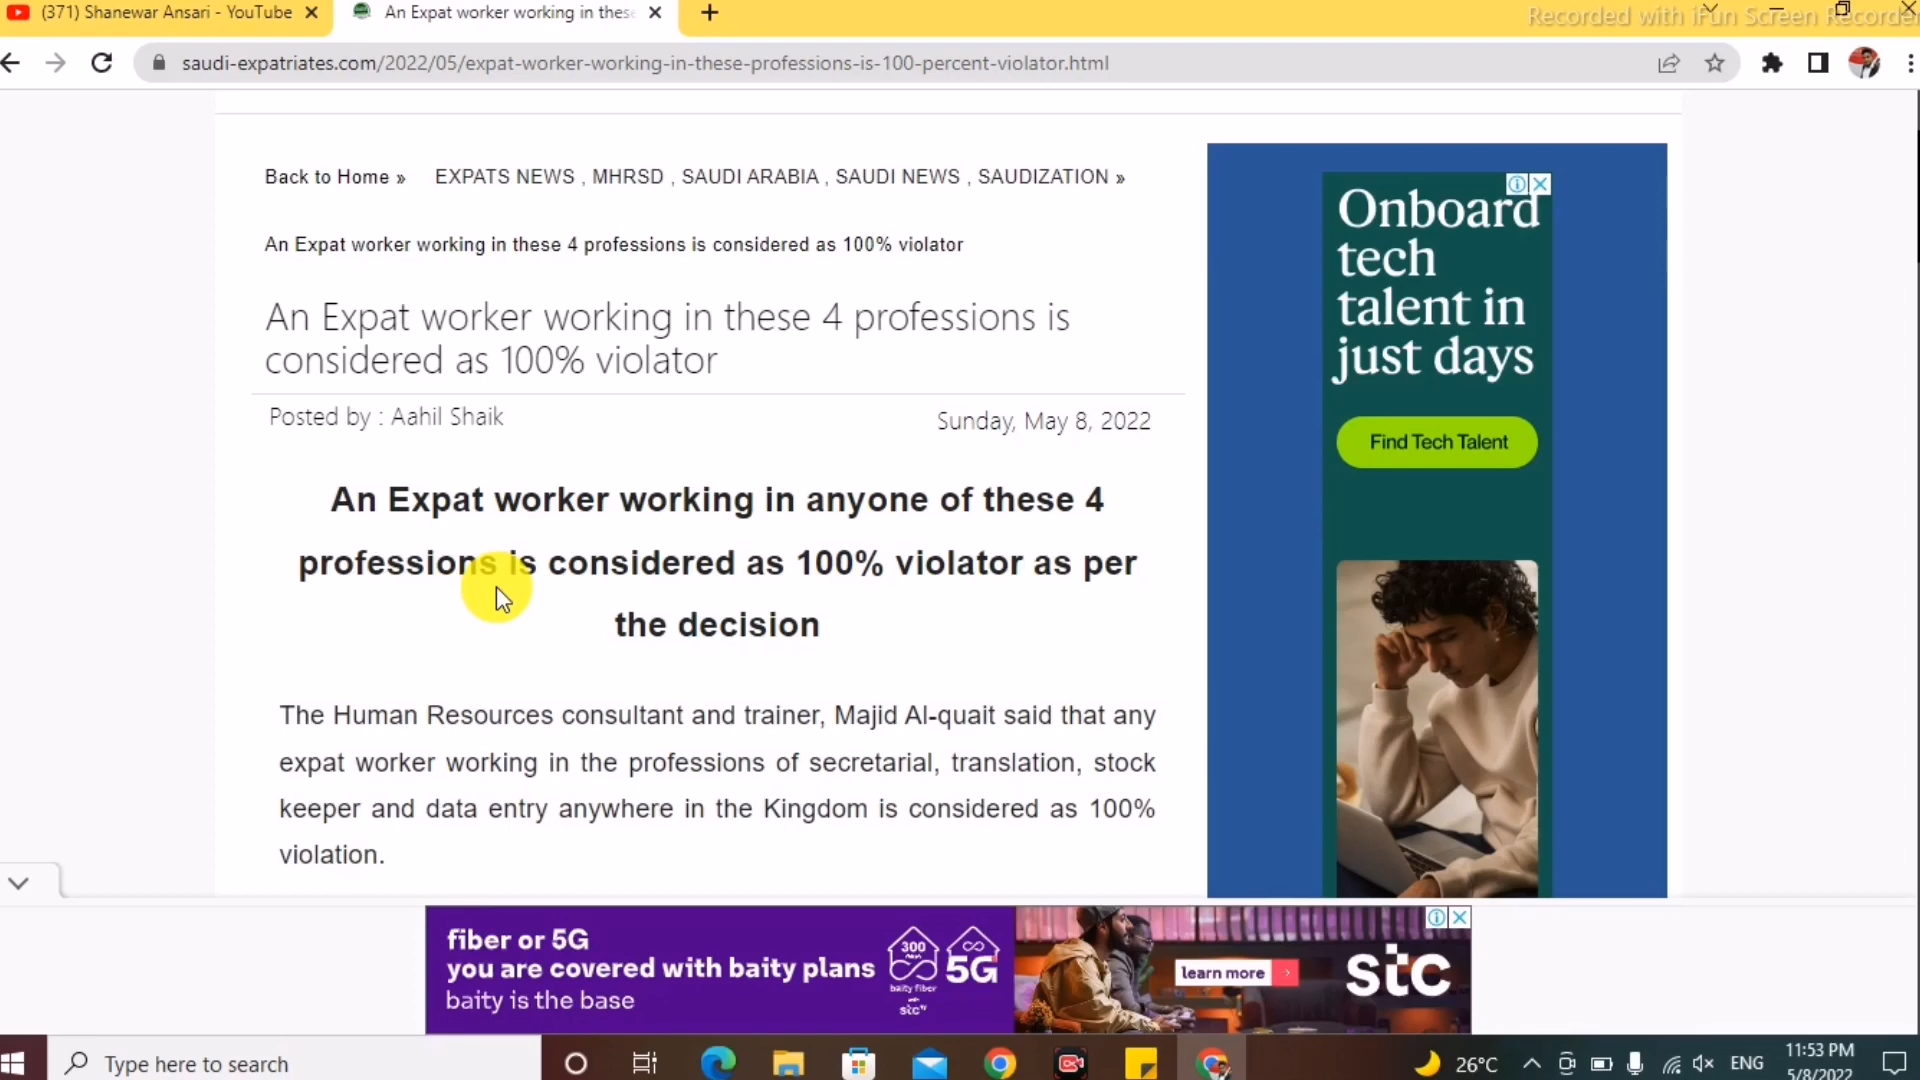 (371) Shanewar Ansari - YouTube
An Expat worker working in these
Recorded with iFun Screen Recorder
saudi-expatriates.com/2022/05/expat-worker-working-in-these-professions-is-100-percent-violator.html
Back to Home » EXPATS NEWS , MHRSD , SAUDI ARABIA , SAUDI NEWS , SAUDIZATION »
An Expat worker working in these 4 professions is considered as 100% violator
An Expat worker working in these 4 professions is
considered as 100% violator
Posted by : Aahil Shaik
Sunday, May 8, 2022
An Expat worker working in anyone of these 4
professions is considered as 100% violator as per
the decision
The Human Resources consultant and trainer, Majid Al-quait said that any
expat worker working in the professions of secretarial, translation, stock
keeper and data entry anywhere in the Kingdom is considered as 100%
violation.
Onboard
tech
talent in
just days
Find Tech Talent
fiber or 5G
you are covered with baity plans
baity is the base
300
baity fiber
stc tv
5G
learn more
stc
Type here to search
26°C
ENG
11:53 PM
5/8/2022